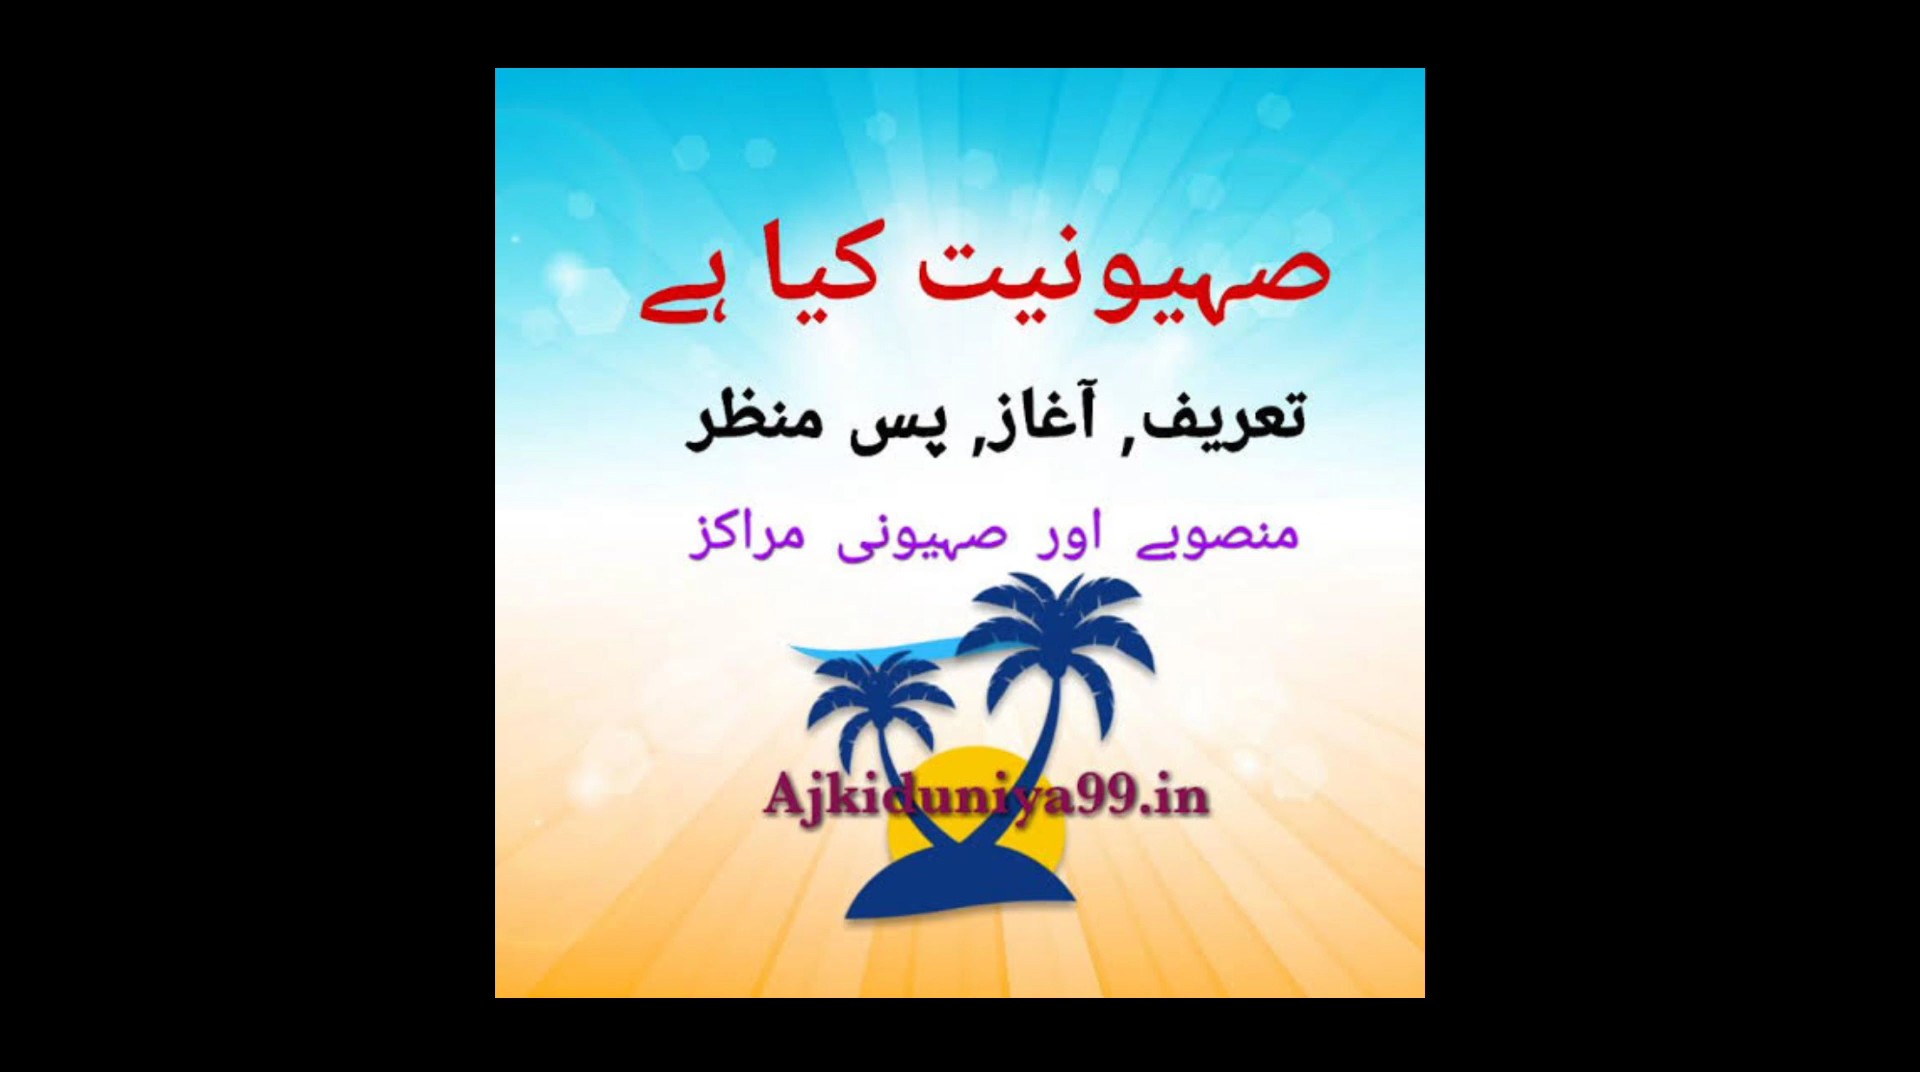 صہیونیت کیا ہے
تعریف, آغاز, پس منظر
منصوبے اور صہیونی مراکز
Ajkiduniya99.in